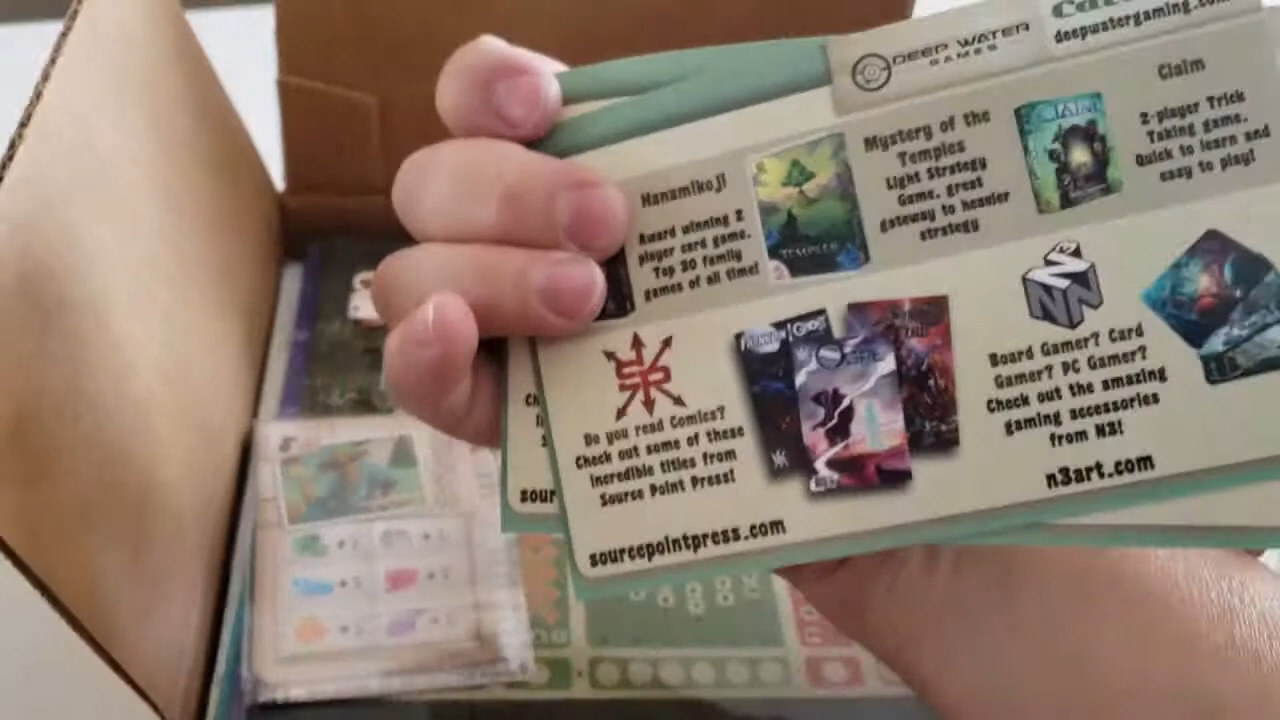 DEEP WATER
GAMES
deepwatergaming.com
Hanamikoji
Award winning 2
player card game.
Top 30 family
games of all time!
TEMPLES
Mystery of the
Temples
Light Strategy
Game, great
gateway to heavier
strategy
Claim
2-player Trick
Taking game.
Quick to learn and
easy to play!
Do you read Comics?
Check out some of these
incredible titles from
Source Point Press!
sourcepointpress.com
Board Gamer? Card
Gamer? PC Gamer?
Check out the amazing
gaming accessories
from N3!
n3art.com
sour